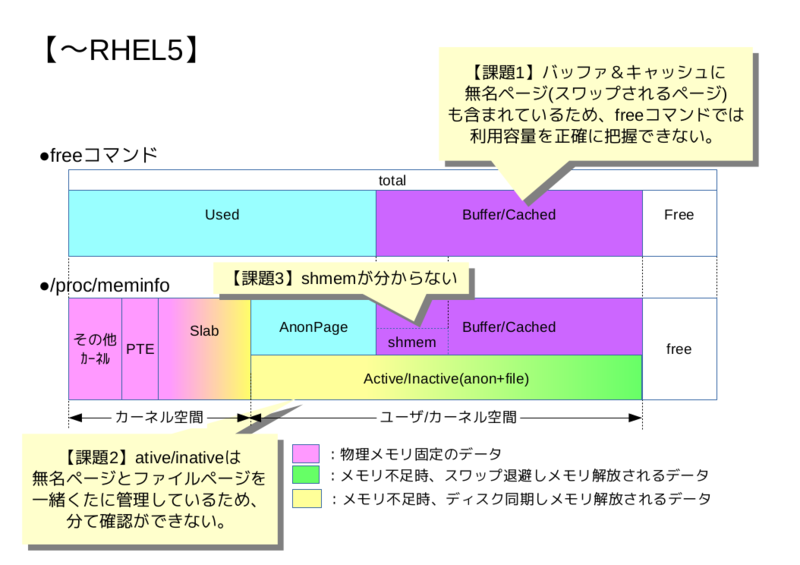 【～RHEL5】
【課題1】バッファ＆キャッシュに
無名ページ(スワップされるページ)
も含まれているため、freeコマンドでは
利用容量を正確に把握できない。
●freeコマンド
total
Used
Buffer/Cached
Free
●/proc/meminfo
【課題3】shmemが分からない
その他
ｶｰﾈﾙ
PTE
Slab
AnonPage
Buffer/Cached
shmem
free
Active/Inactive(anon+file)
カーネル空間
ユーザ/カーネル空間
【課題2】ative/inativeは
無名ページとファイルページを
一緒くたに管理しているため、
分て確認ができない。
：物理メモリ固定のデータ
：メモリ不足時、スワップ退避しメモリ解放されるデータ
：メモリ不足時、ディスク同期しメモリ解放されるデータ